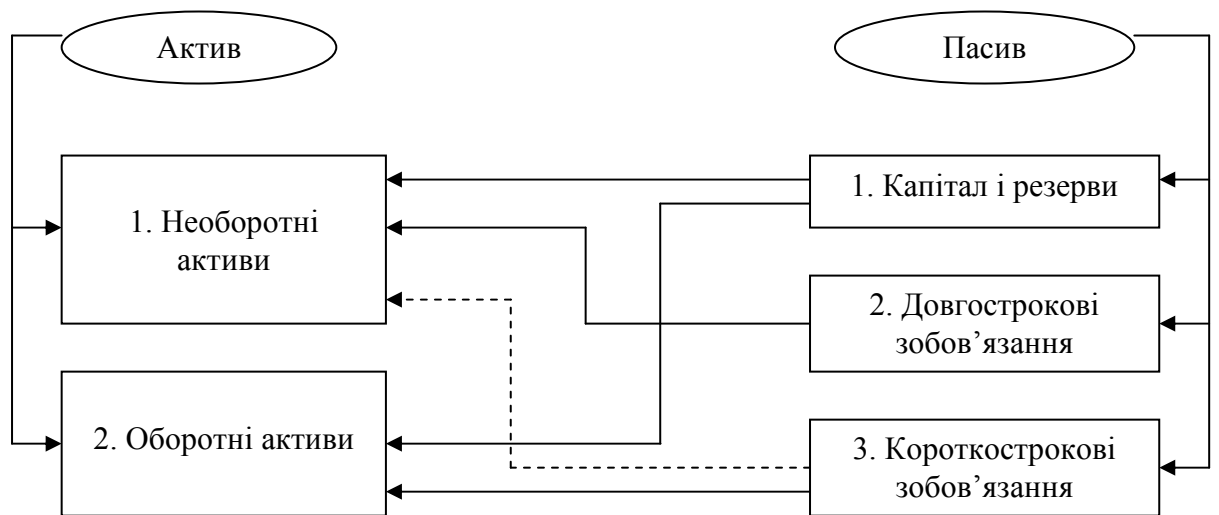 Актив
Пасив
1. Необоротні
активи
2. Оборотні активи
1. Капітал і резерви
2. Довгострокові
зобов’язання
3. Короткострокові
зобов’язання